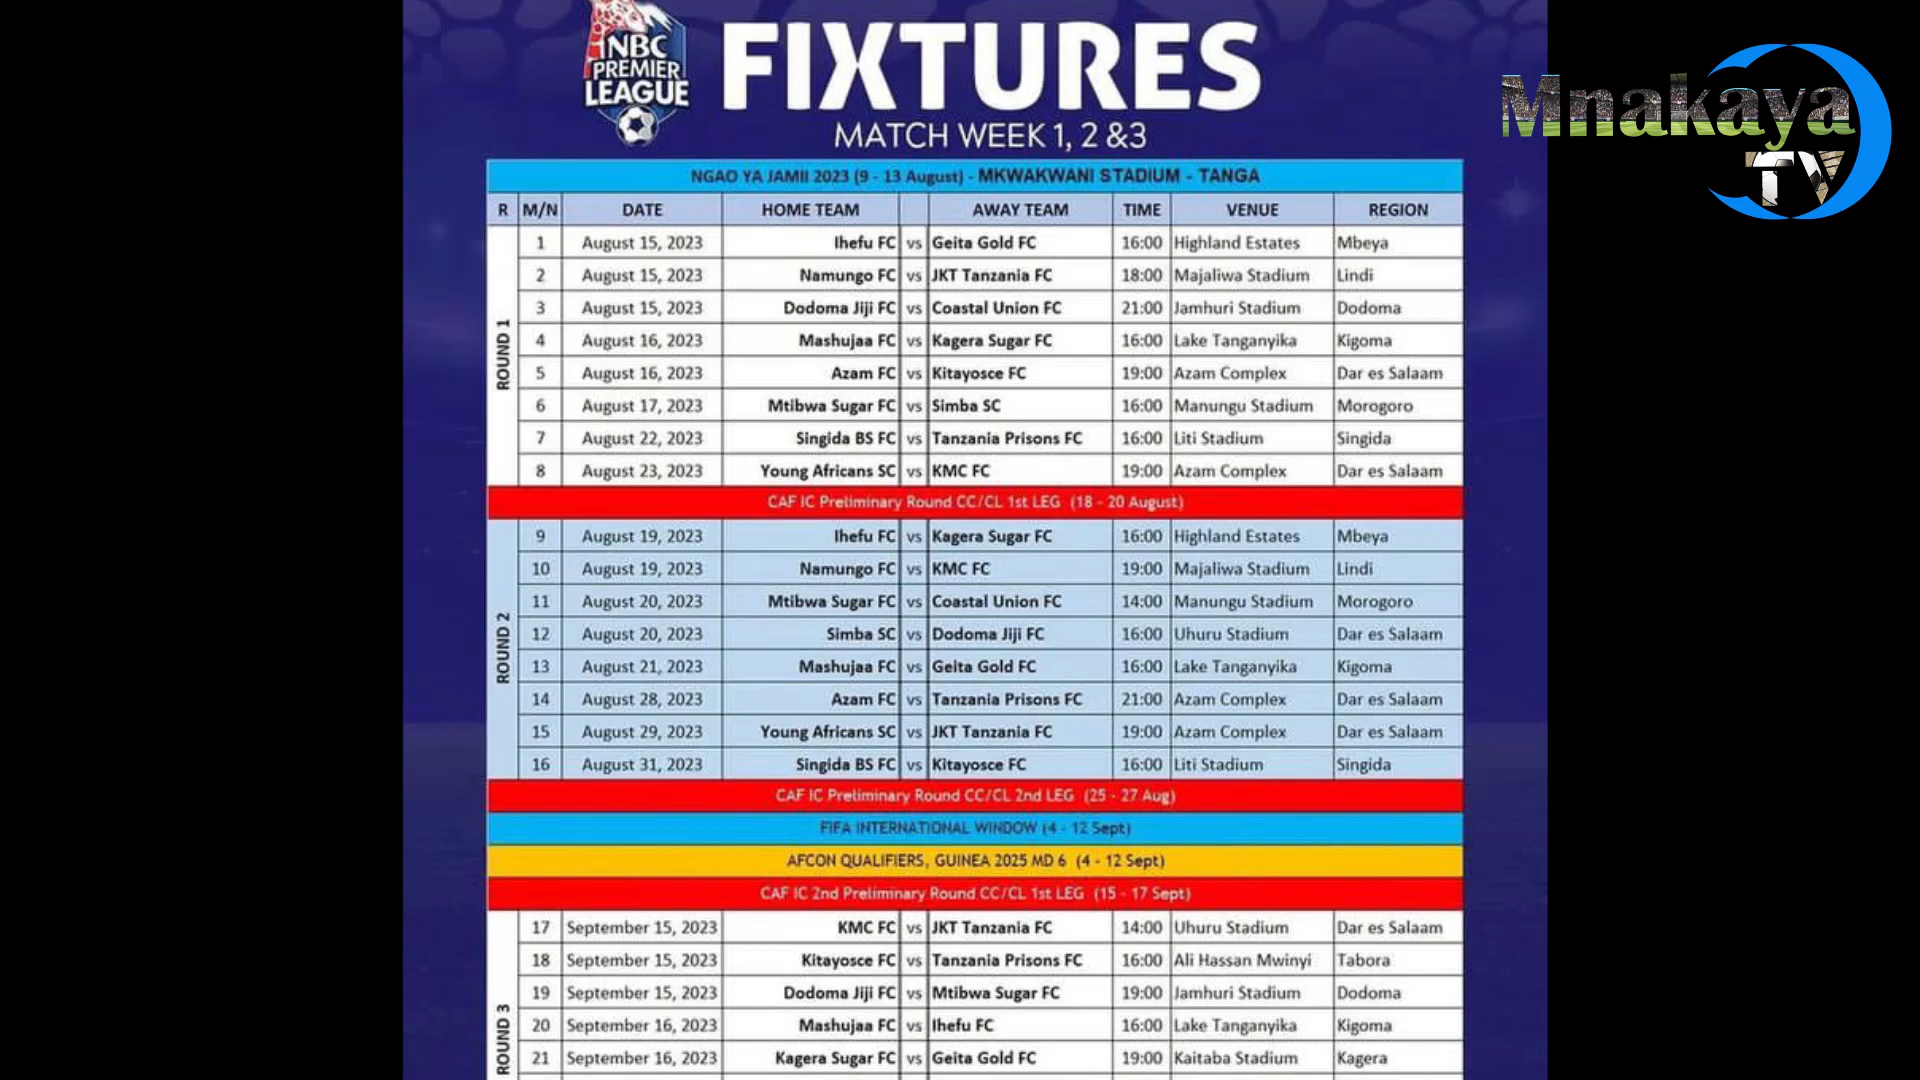 NBC
PREMIER
LEAGUE
FIXTURES
MATCH WEEK 1, 2 &3
Mnakaya
TV
NGAO YA JAMII 2023 (9 - 13 August) - MKWAKWANI STADIUM - TANGA
R M/N DATE HOME TEAM AWAY TEAM TIME VENUE REGION
ROUND 1
1 August 15, 2023 Ihefu FC vs Geita Gold FC 16:00 Highland Estates Mbeya
2 August 15, 2023 Namungo FC vs JKT Tanzania FC 18:00 Majaliwa Stadium Lindi
3 August 15, 2023 Dodoma Jiji FC vs Coastal Union FC 21:00 Jamhuri Stadium Dodoma
4 August 16, 2023 Mashujaa FC vs Kagera Sugar FC 16:00 Lake Tanganyika Kigoma
5 August 16, 2023 Azam FC vs Kitayosce FC 19:00 Azam Complex Dar es Salaam
6 August 17, 2023 Mtibwa Sugar FC vs Simba SC 16:00 Manungu Stadium Morogoro
7 August 22, 2023 Singida BS FC vs Tanzania Prisons FC 16:00 Liti Stadium Singida
8 August 23, 2023 Young Africans SC vs KMC FC 19:00 Azam Complex Dar es Salaam
CAF IC Preliminary Round CC/CL 1st LEG (18 - 20 August)
ROUND 2
9 August 19, 2023 Ihefu FC vs Kagera Sugar FC 16:00 Highland Estates Mbeya
10 August 19, 2023 Namungo FC vs KMC FC 19:00 Majaliwa Stadium Lindi
11 August 20, 2023 Mtibwa Sugar FC vs Coastal Union FC 14:00 Manungu Stadium Morogoro
12 August 20, 2023 Simba SC vs Dodoma Jiji FC 16:00 Uhuru Stadium Dar es Salaam
13 August 21, 2023 Mashujaa FC vs Geita Gold FC 16:00 Lake Tanganyika Kigoma
14 August 28, 2023 Azam FC vs Tanzania Prisons FC 21:00 Azam Complex Dar es Salaam
15 August 29, 2023 Young Africans SC vs JKT Tanzania FC 19:00 Azam Complex Dar es Salaam
16 August 31, 2023 Singida BS FC vs Kitayosce FC 16:00 Liti Stadium Singida
CAF IC Preliminary Round CC/CL 2nd LEG (25 - 27 Aug)
FIFA INTERNATIONAL WINDOW (4 - 12 Sept)
AFCON QUALIFIERS, GUINEA 2025 MD 6 (4 - 12 Sept)
CAF IC 2nd Preliminary Round CC/CL 1st LEG (15 - 17 Sept)
ROUND 3
17 September 15, 2023 KMC FC vs JKT Tanzania FC 14:00 Uhuru Stadium Dar es Salaam
18 September 15, 2023 Kitayosce FC vs Tanzania Prisons FC 16:00 Ali Hassan Mwinyi Tabora
19 September 15, 2023 Dodoma Jiji FC vs Mtibwa Sugar FC 19:00 Jamhuri Stadium Dodoma
20 September 16, 2023 Mashujaa FC vs Ihefu FC 16:00 Lake Tanganyika Kigoma
21 September 16, 2023 Kagera Sugar FC vs Geita Gold FC 19:00 Kaitaba Stadium Kagera